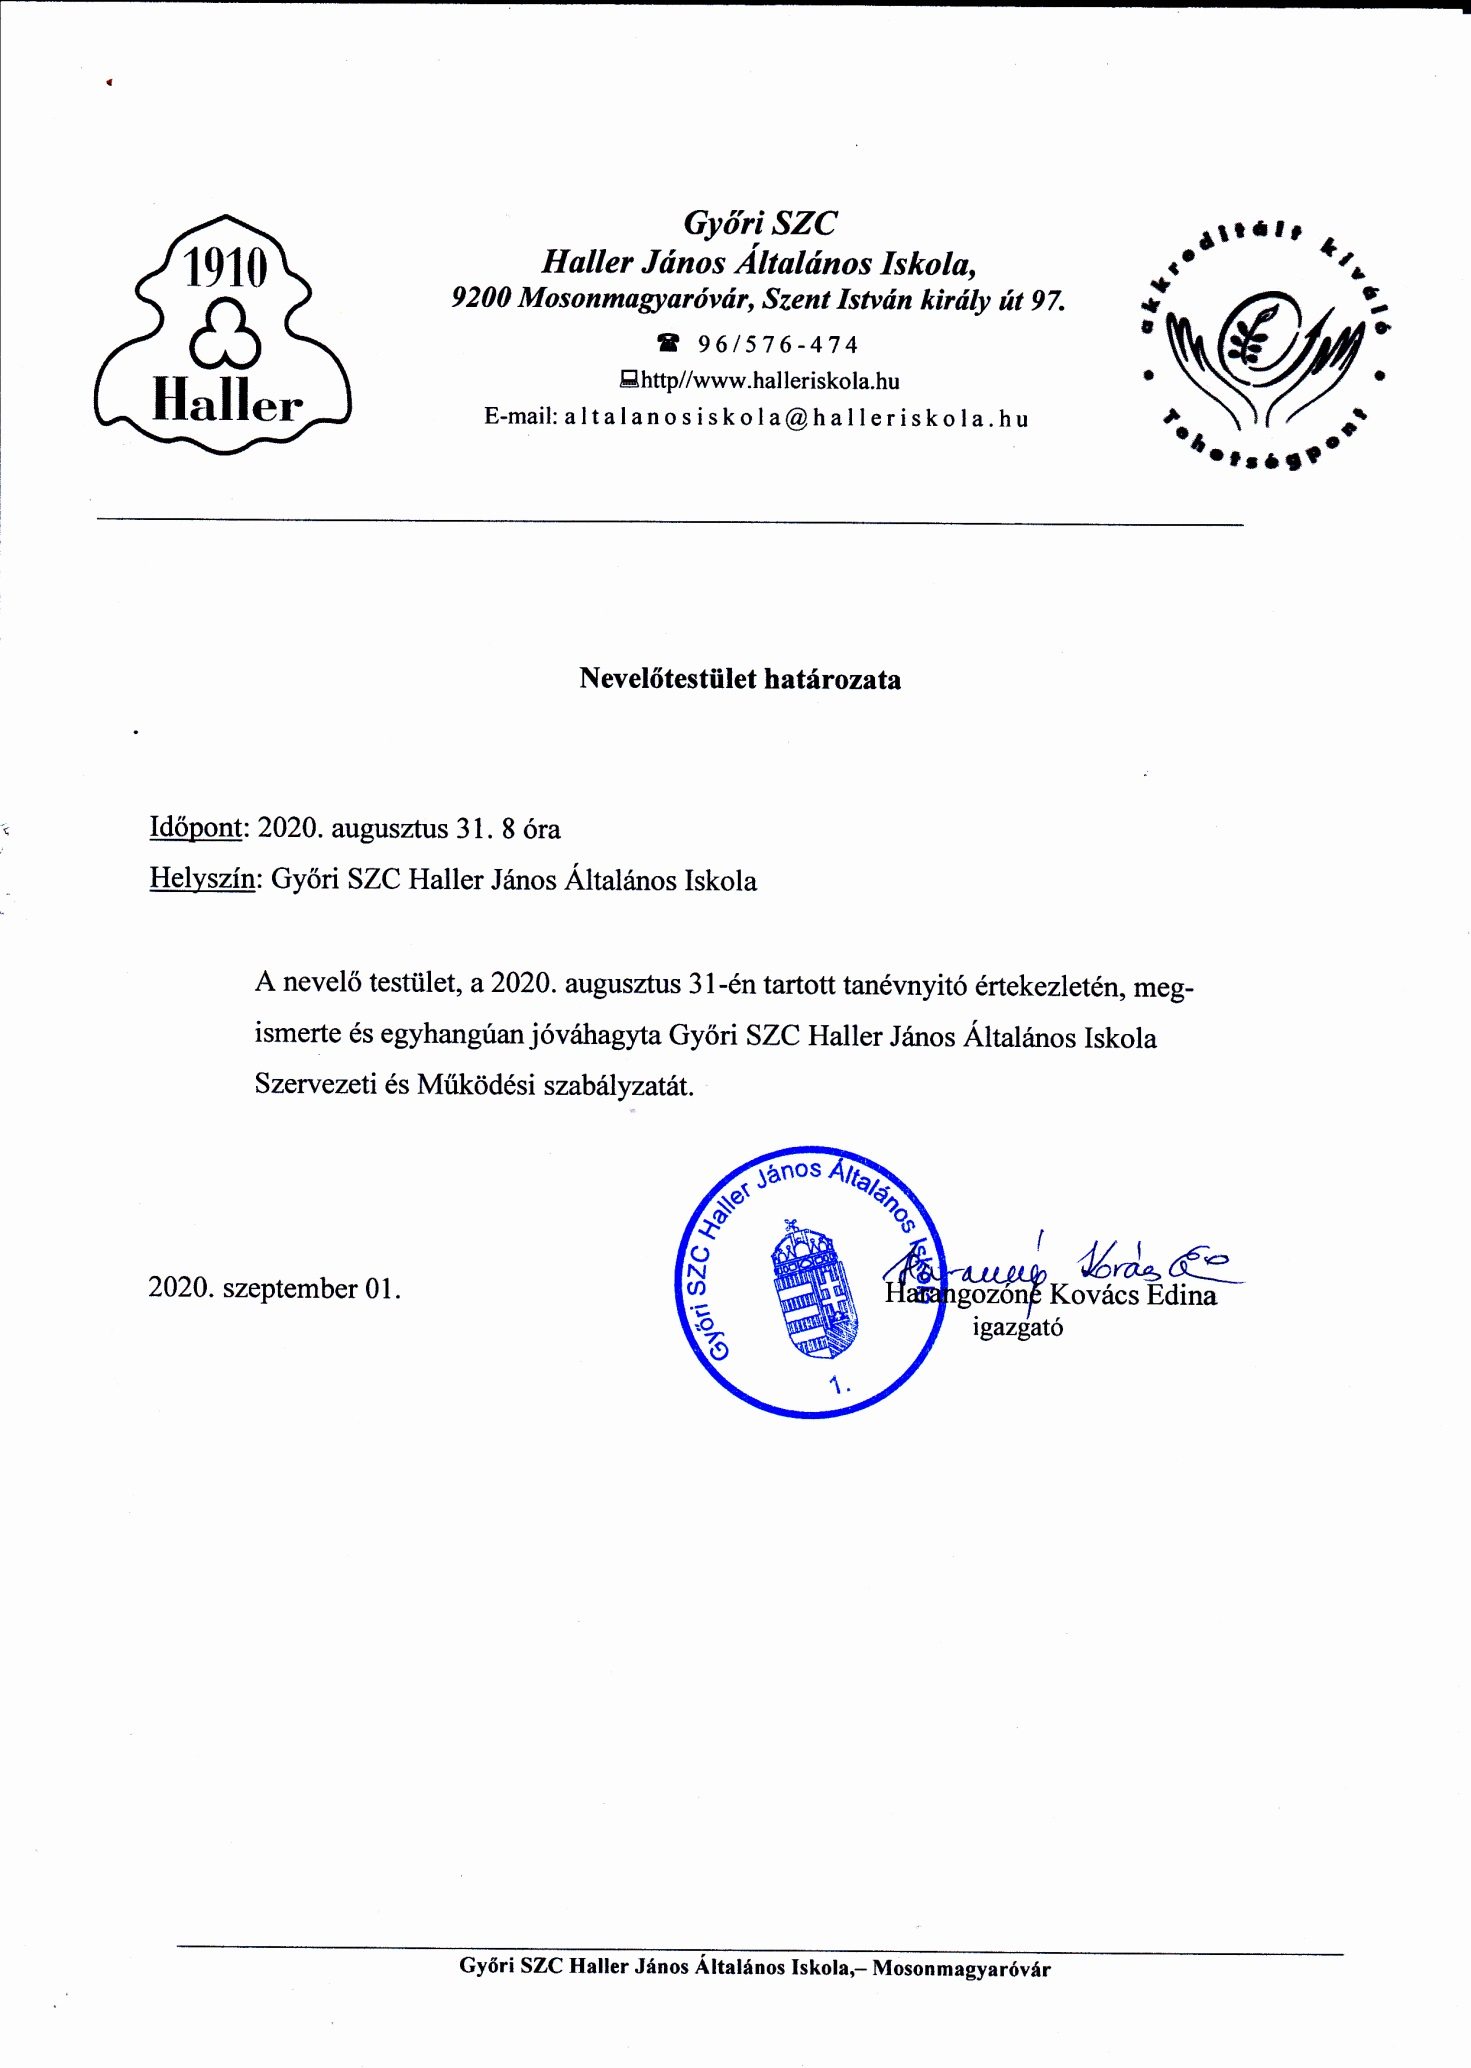 1910
Haller
Győri SZC
Haller János Általános Iskola,
9200 Mosonmagyaróvár, Szent István király út 97.
☎ 96/576-474
http//www.halleriskola.hu
E-mail: altalanosiskola@halleriskola.hu
akkreditált kiváló
Tehetségpont
Nevelőtestület határozata
Időpont: 2020. augusztus 31. 8 óra
Helyszín: Győri SZC Haller János Általános Iskola
A nevelő testület, a 2020. augusztus 31-én tartott tanévnyitó értekezletén, meg-
ismerte és egyhangúan jóváhagyta Győri SZC Haller János Általános Iskola
Szervezeti és Működési szabályzatát.
Győri SZC Haller János Általános Iskola
1.
2020. szeptember 01.
Harangozóné Kovács Edina
igazgató
Győri SZC Haller János Általános Iskola,– Mosonmagyaróvár